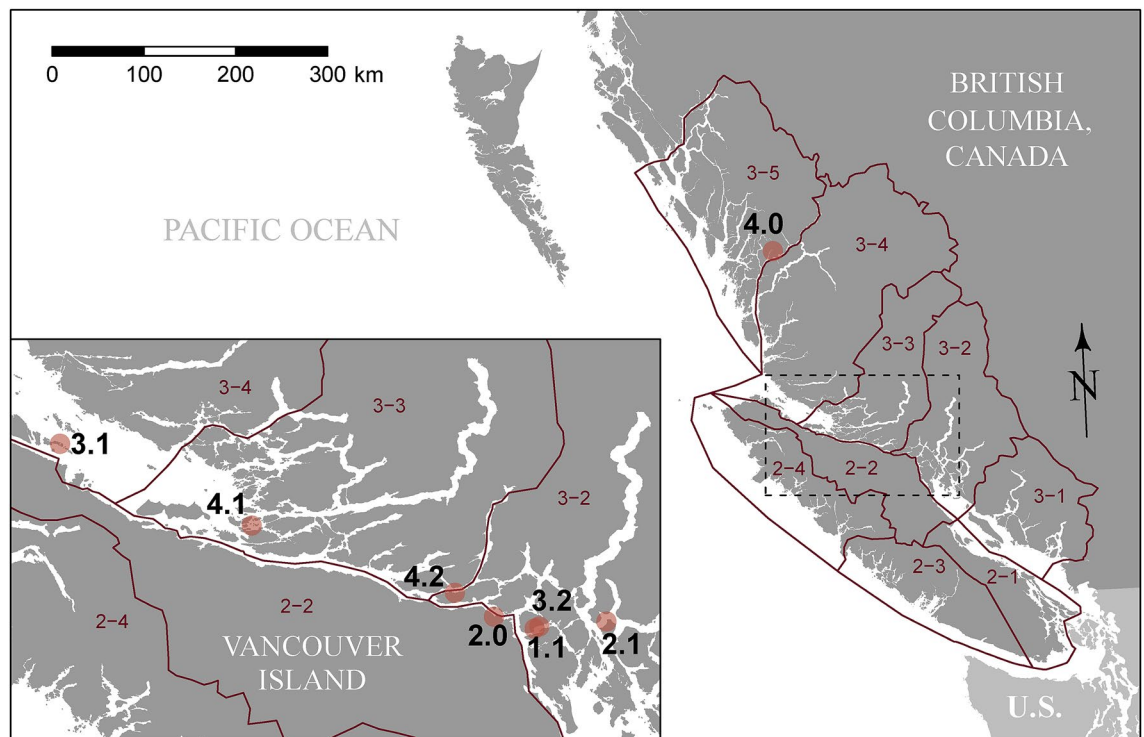 0 100 200 300 km
BRITISH
COLUMBIA,
CANADA
PACIFIC OCEAN
3-5
4.0
3-4
3-3
3-2
N
2-4
2-2
3-1
2-3
2-1
U.S.
3-4
3-3
3.1
3-2
4.1
4.2
3.2
2.0
1.1
2.1
2-2
2-4
VANCOUVER
ISLAND